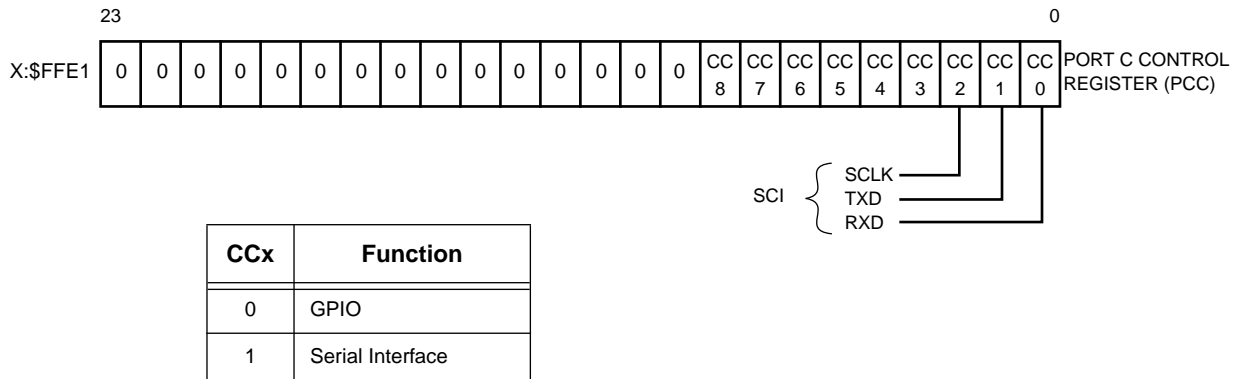 23 0
X:$FFE1 0 0 0 0 0 0 0 0 0 0 0 0 0 0 0 CC 8 CC 7 CC 6 CC 5 CC 4 CC 3 CC 2 CC 1 CC 0 PORT C CONTROL
REGISTER (PCC)
SCI
SCLK
TXD
RXD
CCx Function
0 GPIO
1 Serial Interface